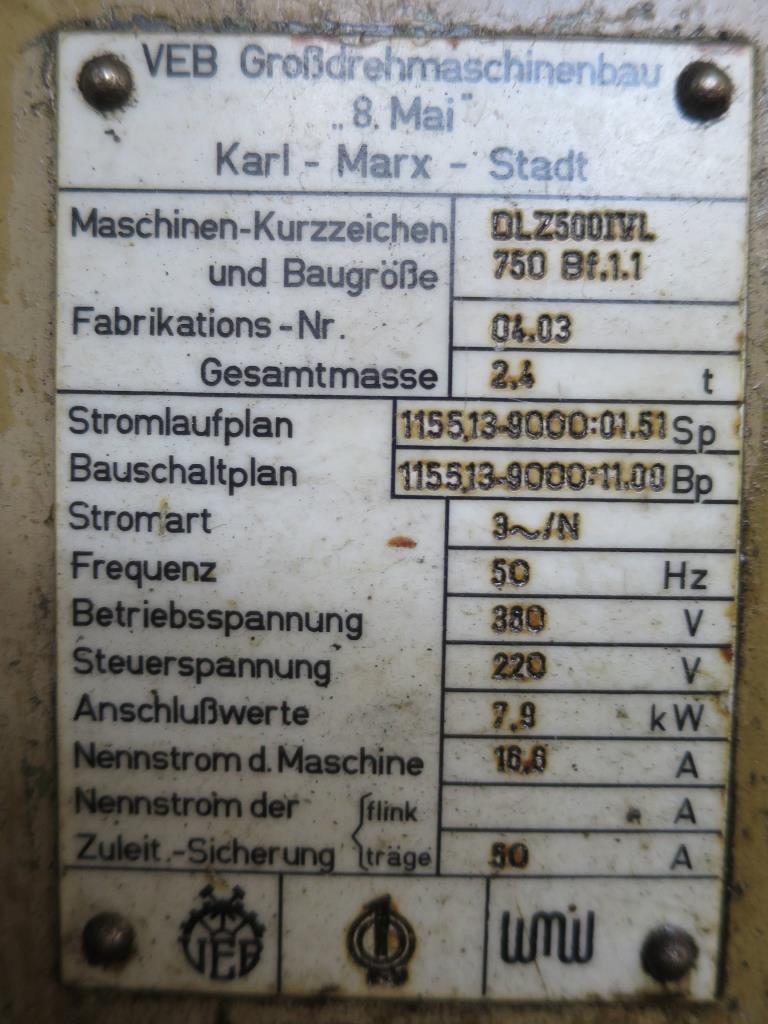 VEB Großdrehmaschinenbau
„8. Mai"
Karl - Marx - Stadt
Maschinen-Kurzzeichen DLZ500IVL
und Baugröße 750 Bf.1.1
Fabrikations-Nr. 04.03
Gesamtmasse 2,4 t
Stromlaufplan 1155,13-9000:01.51 Sp
Bauschaltplan 1155,13-9000:11.00 Bp
Stromart 3~/N
Frequenz 50 Hz
Betriebsspannung 380 V
Steuerspannung 220 V
Anschlußwerte 7,9 kW
Nennstrom d. Maschine 16,6 A
Nennstrom der flink A
Zuleit.-Sicherung träge 50 A
VEB 1 WMW